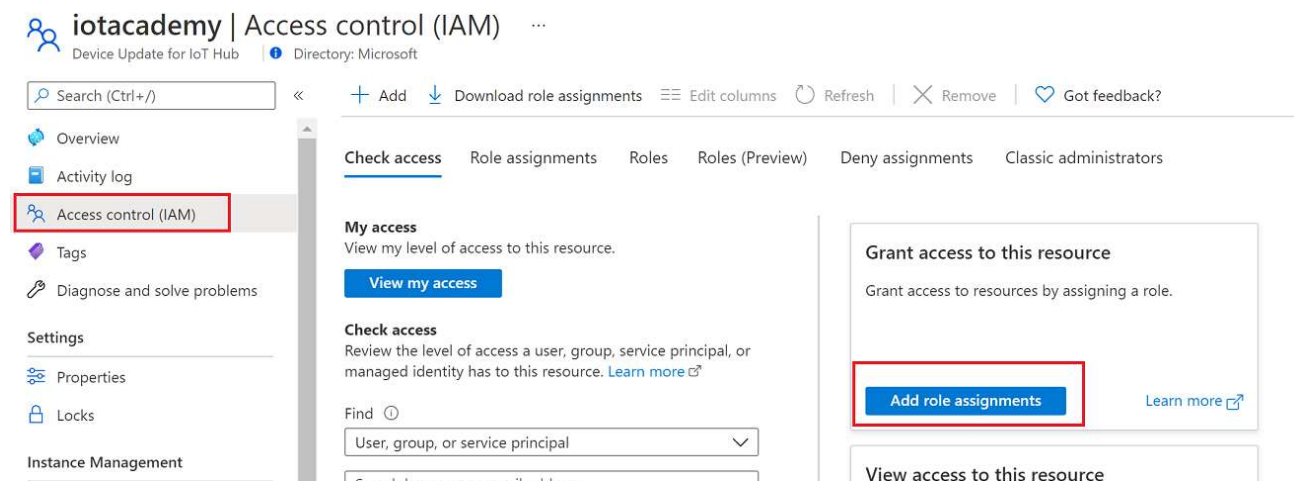 iotacademy | Access control (IAM) ...
Device Update for IoT Hub | Directory: Microsoft
Search (Ctrl+/)
«
Overview
Activity log
Access control (IAM)
Tags
Diagnose and solve problems
Settings
Properties
Locks
Instance Management
+ Add Download role assignments Edit columns Refresh Remove Got feedback?
Check access Role assignments Roles Roles (Preview) Deny assignments Classic administrators
My access
View my level of access to this resource.
View my access
Check access
Review the level of access a user, group, service principal, or
managed identity has to this resource. Learn more
Find
User, group, or service principal
Grant access to this resource
Grant access to resources by assigning a role.
Add role assignments Learn more
View access to this resource